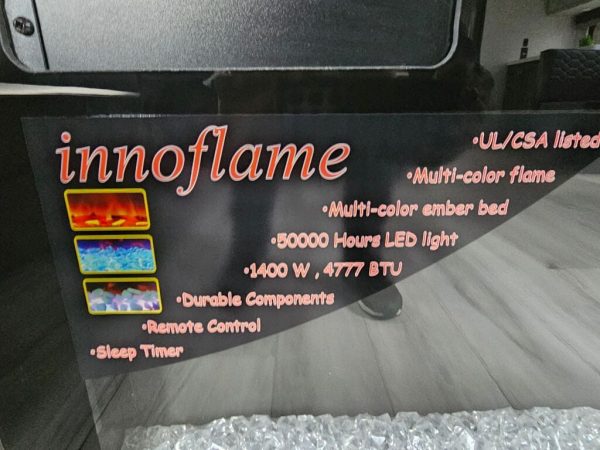 innoflame
•UL/CSA listed
•Multi-color flame
•Multi-color ember bed
•50000 Hours LED light
•1400 W , 4777 BTU
•Durable Components
•Remote Control
•Sleep Timer